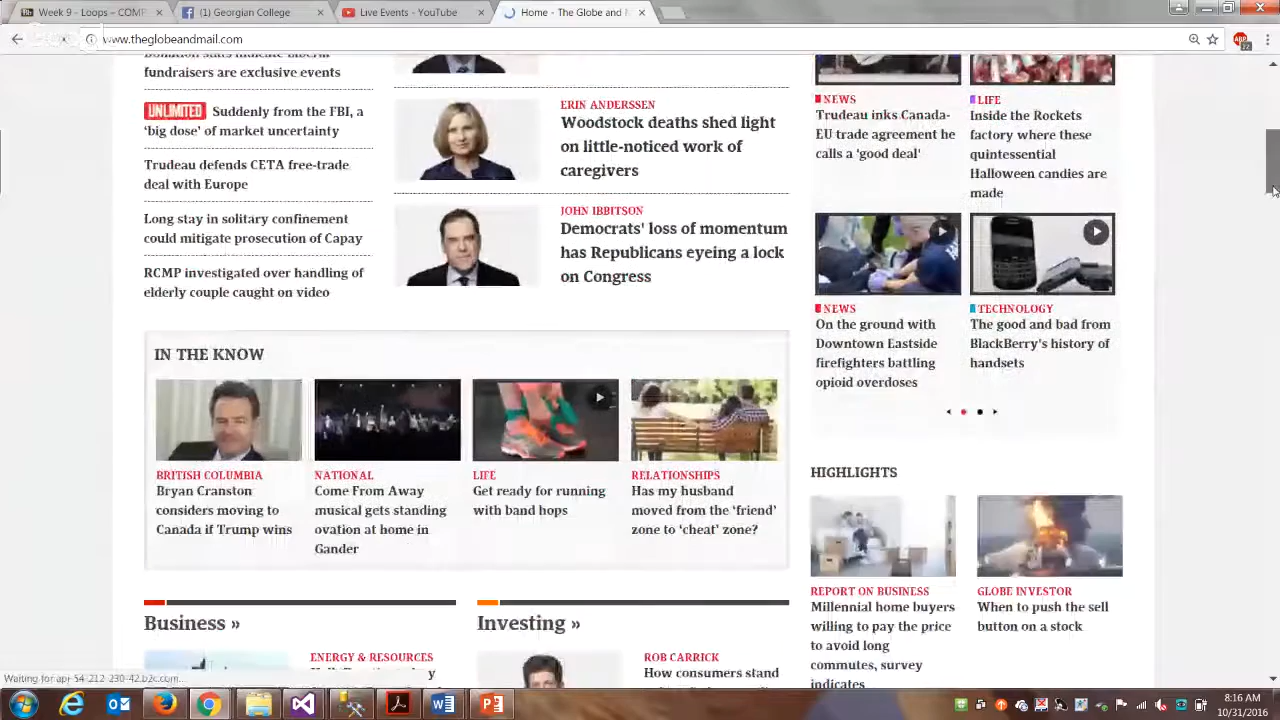 Week - 9 - COMP
(1) Georgian College
Live Events - YouTube
Home - The Globe and
www.theglobeandmail.com
fundraisers are exclusive events
UNLIMITED Suddenly from the FBI, a
‘big dose’ of market uncertainty
Trudeau defends CETA free-trade
deal with Europe
Long stay in solitary confinement
could mitigate prosecution of Capay
RCMP investigated over handling of
elderly couple caught on video
ERIN ANDERSSEN
Woodstock deaths shed light
on little-noticed work of
caregivers
JOHN IBBITSON
Democrats' loss of momentum
has Republicans eyeing a lock
on Congress
NEWS
Trudeau inks Canada-
EU trade agreement he
calls a 'good deal'
LIFE
Inside the Rockets
factory where these
quintessential
Halloween candies are
made
NEWS
On the ground with
Downtown Eastside
firefighters battling
opioid overdoses
TECHNOLOGY
The good and bad from
BlackBerry's history of
handsets
IN THE KNOW
BRITISH COLUMBIA
Bryan Cranston
considers moving to
Canada if Trump wins
NATIONAL
Come From Away
musical gets standing
ovation at home in
Gander
LIFE
Get ready for running
with band hops
RELATIONSHIPS
Has my husband
moved from the ‘friend’
zone to ‘cheat’ zone?
HIGHLIGHTS
REPORT ON BUSINESS
Millennial home buyers
willing to pay the price
to avoid long
commutes, survey
indicates
GLOBE INVESTOR
When to push the sell
button on a stock
Business »
ENERGY & RESOURCES
Investing »
ROB CARRICK
How consumers stand
8:16 AM
10/31/2016